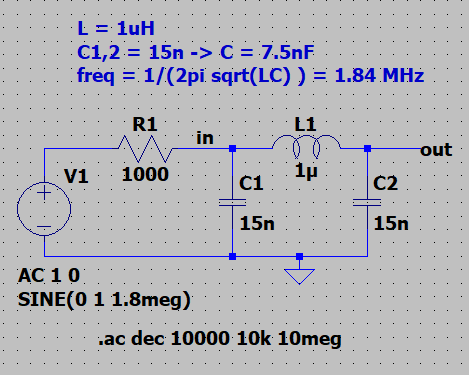 L = 1uH
C1,2 = 15n -> C = 7.5nF
freq = 1/(2pi sqrt(LC) ) = 1.84 MHz
R1
in
L1
out
V1
1000
1µ
C1
C2
15n
15n
AC 1 0
SINE(0 1 1.8meg)
.ac dec 10000 10k 10meg